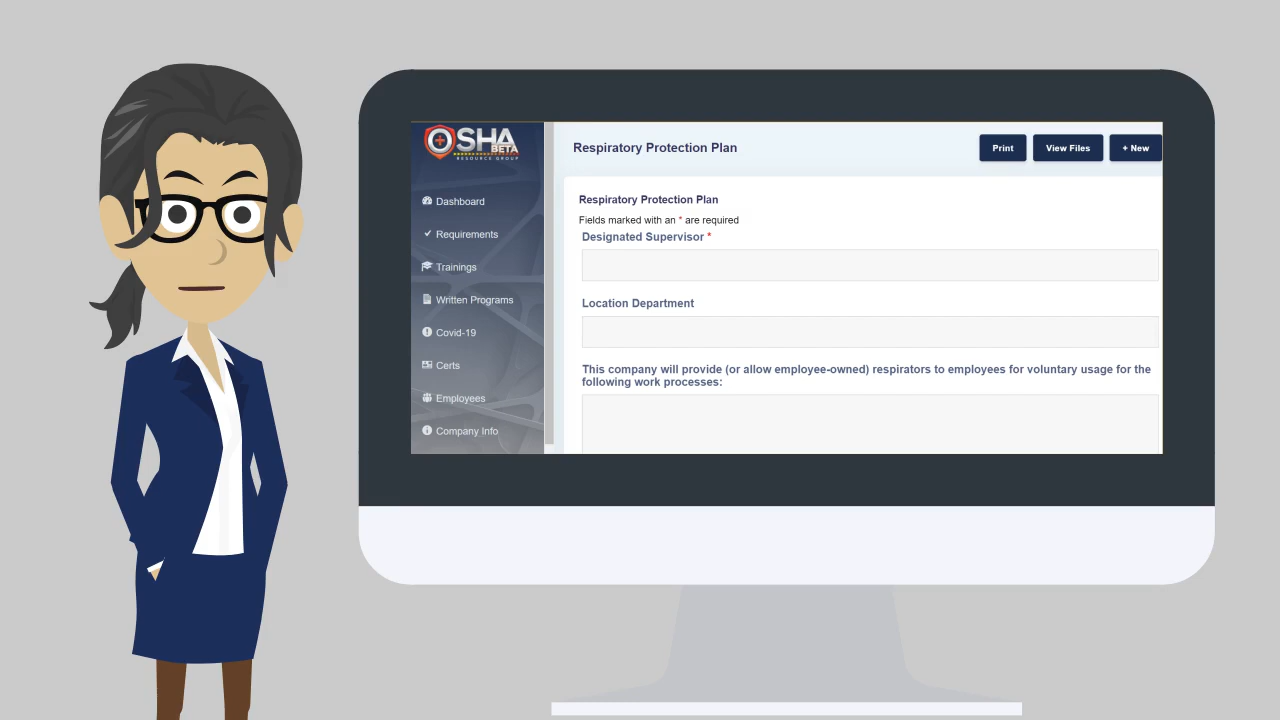 OSHA
BETA
RESOURCE GROUP
Dashboard
Requirements
Trainings
Written Programs
Covid-19
Certs
Employees
Company Info
Respiratory Protection Plan
Print
View Files
+ New
Respiratory Protection Plan
Fields marked with an * are required
Designated Supervisor *
Location Department
This company will provide (or allow employee-owned) respirators to employees for voluntary usage for the
following work processes: